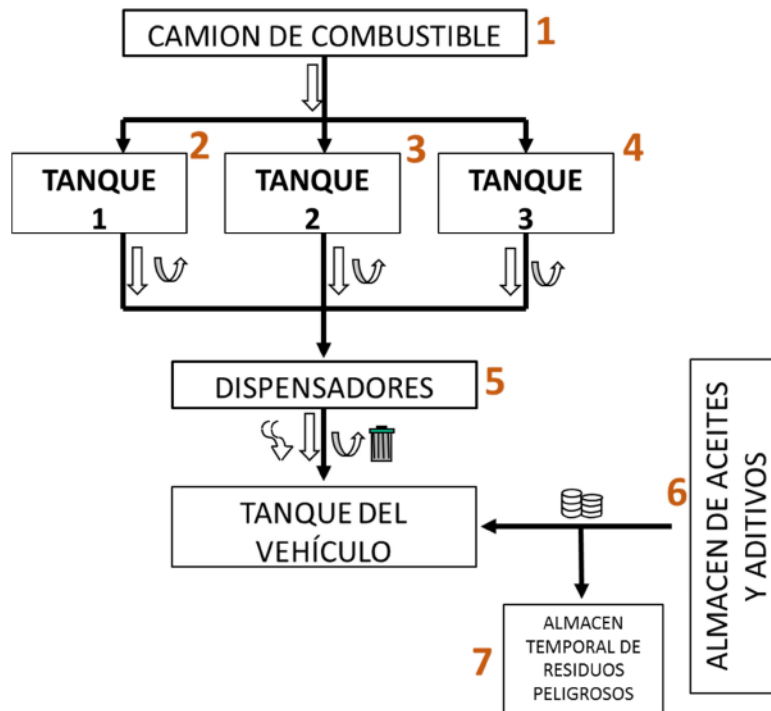 CAMION DE COMBUSTIBLE 1
2
3
4
TANQUE
1
TANQUE
2
TANQUE
3
DISPENSADORES 5
TANQUE DEL
VEHÍCULO
6
ALMACEN DE ACEITES
Y ADITIVOS
7
ALMACEN
TEMPORAL DE
RESIDUOS
PELIGROSOS